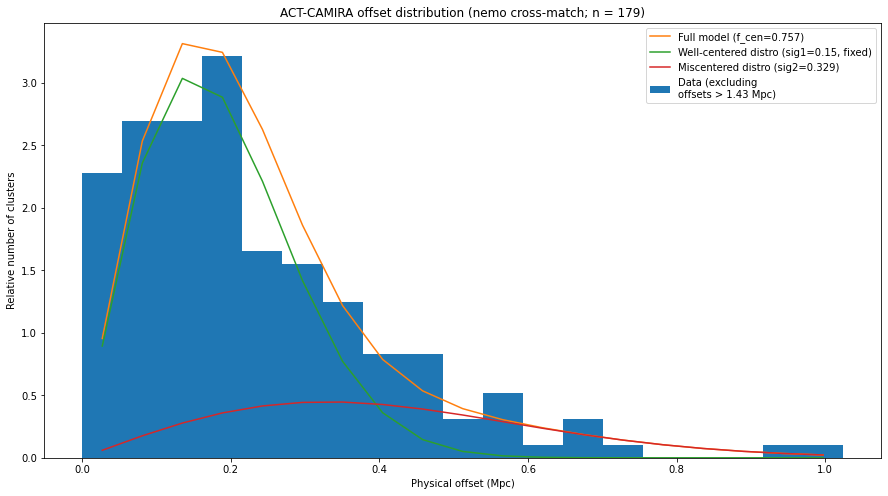 ACT-CAMIRA offset distribution (nemo cross-match; n = 179)
Full model (f_cen=0.757)
Well-centered distro (sig1=0.15, fixed)
Miscentered distro (sig2=0.329)
Data (excluding
offsets > 1.43 Mpc)
Relative number of clusters
3.0
2.5
2.0
1.5
1.0
0.5
0.0
0.0 0.2 0.4 0.6 0.8 1.0
Physical offset (Mpc)